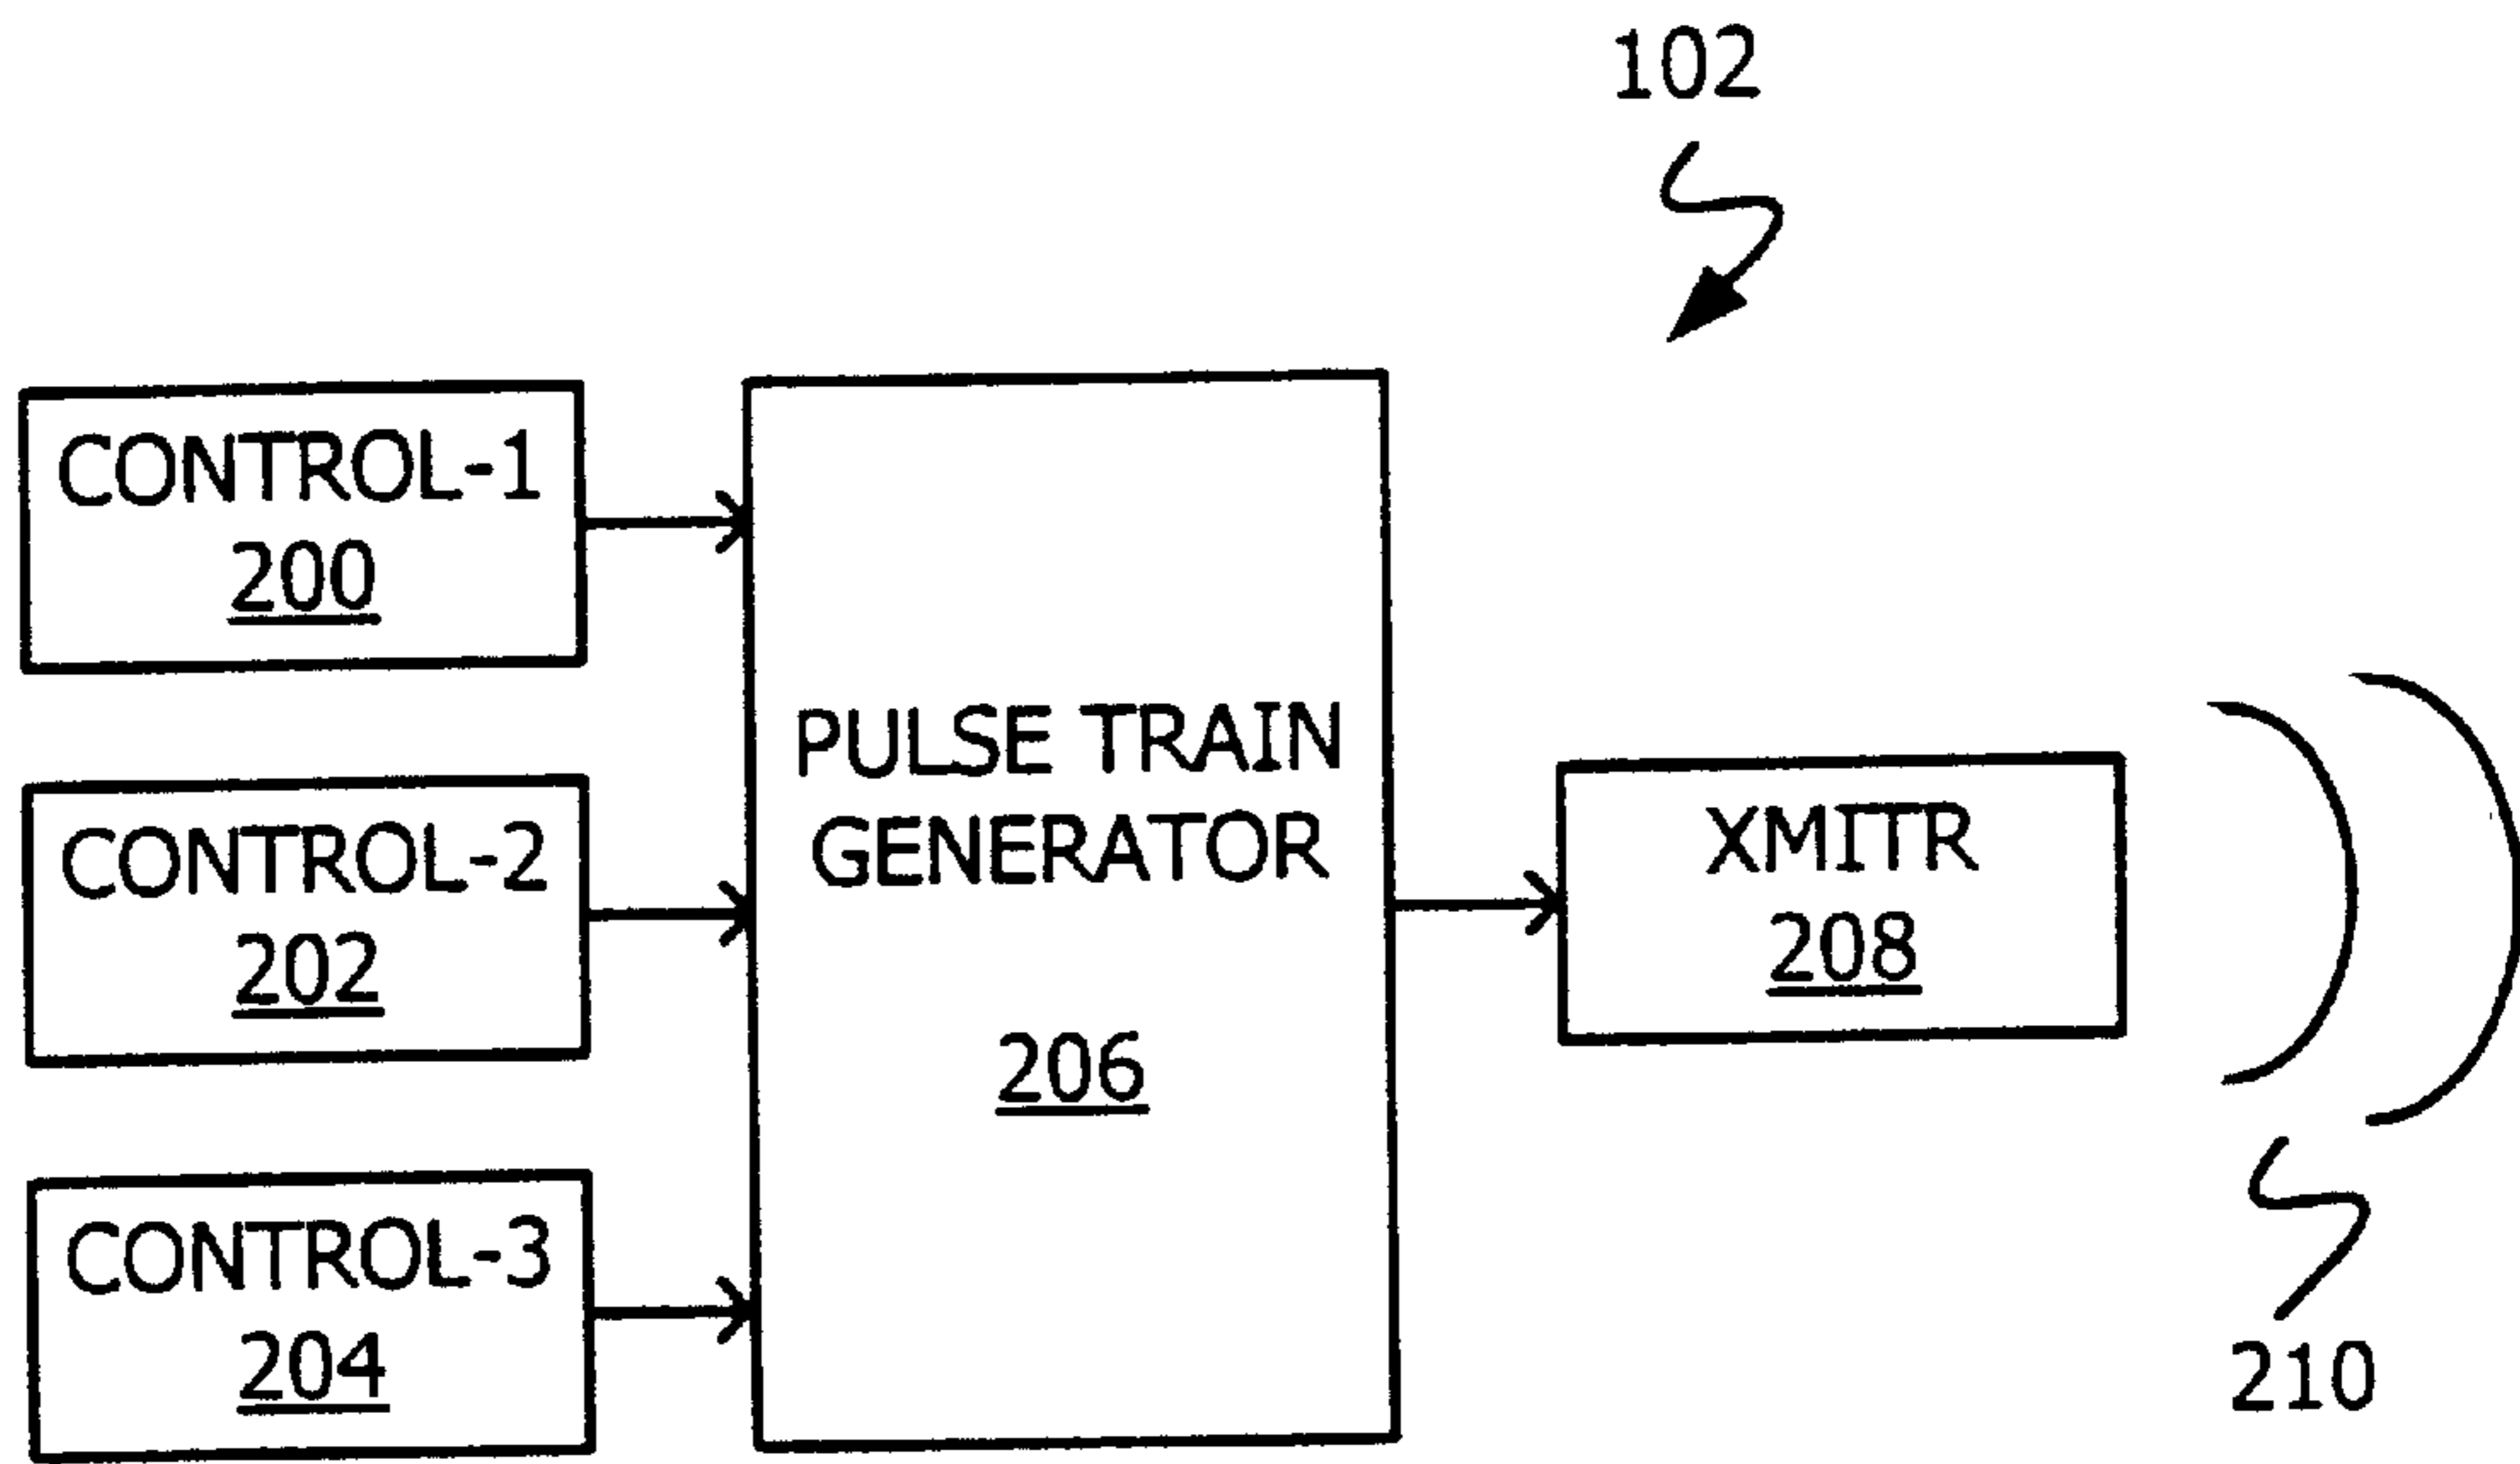 102
CONTROL-1
200
CONTROL-2
202
CONTROL-3
204
PULSE TRAIN
GENERATOR
206
XMITR
208
210